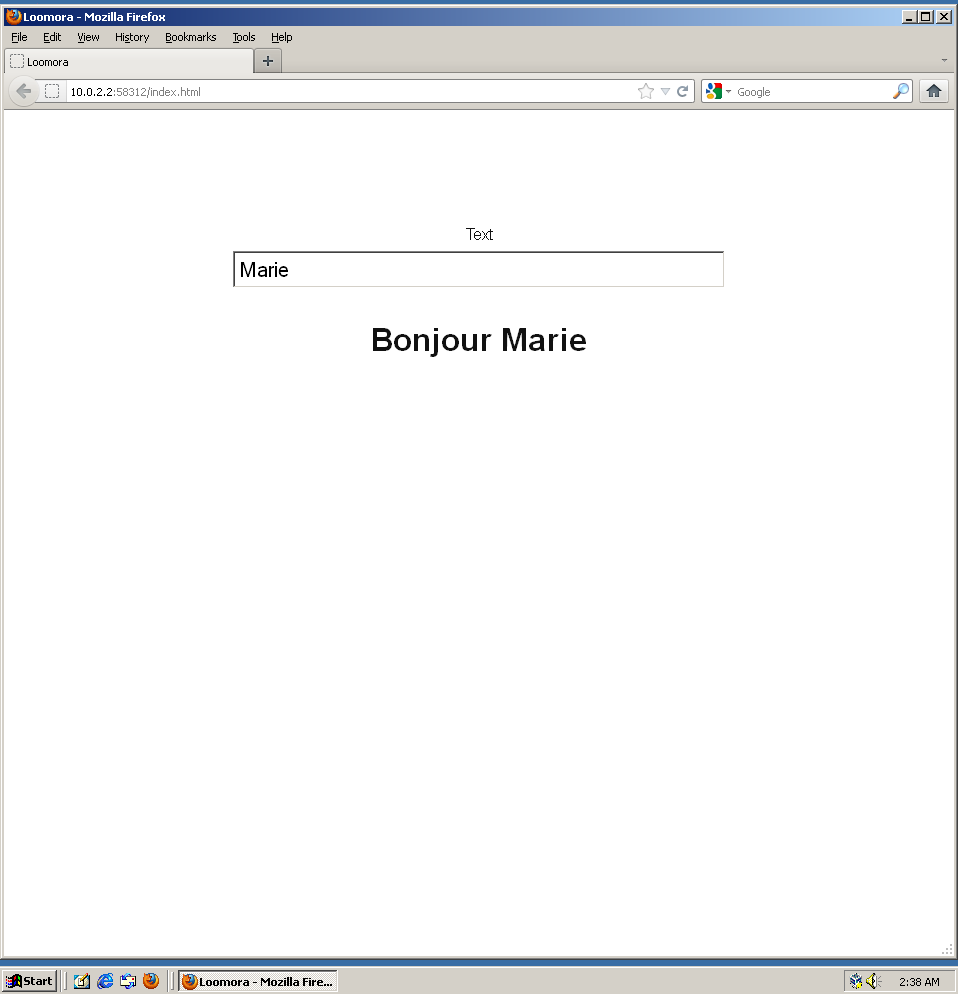 Loomora - Mozilla Firefox
File Edit View History Bookmarks Tools Help
Loomora
10.0.2.2:58312/index.html Google
Text
Marie
Bonjour Marie
Start Loomora - Mozilla Fire... 2:38 AM